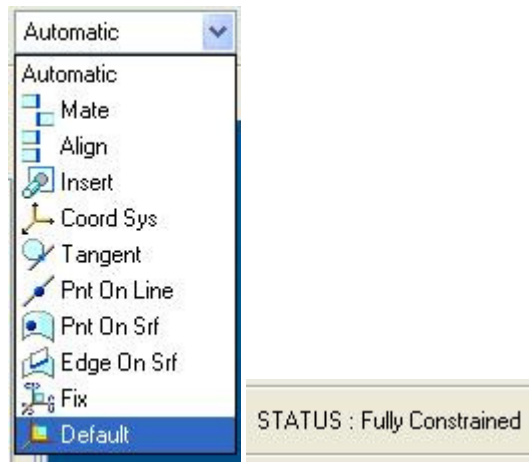 Automatic
Automatic
Mate
Align
Insert
Coord Sys
Tangent
Pnt On Line
Pnt On Srf
Edge On Srf
Fix
Default
STATUS : Fully Constrained